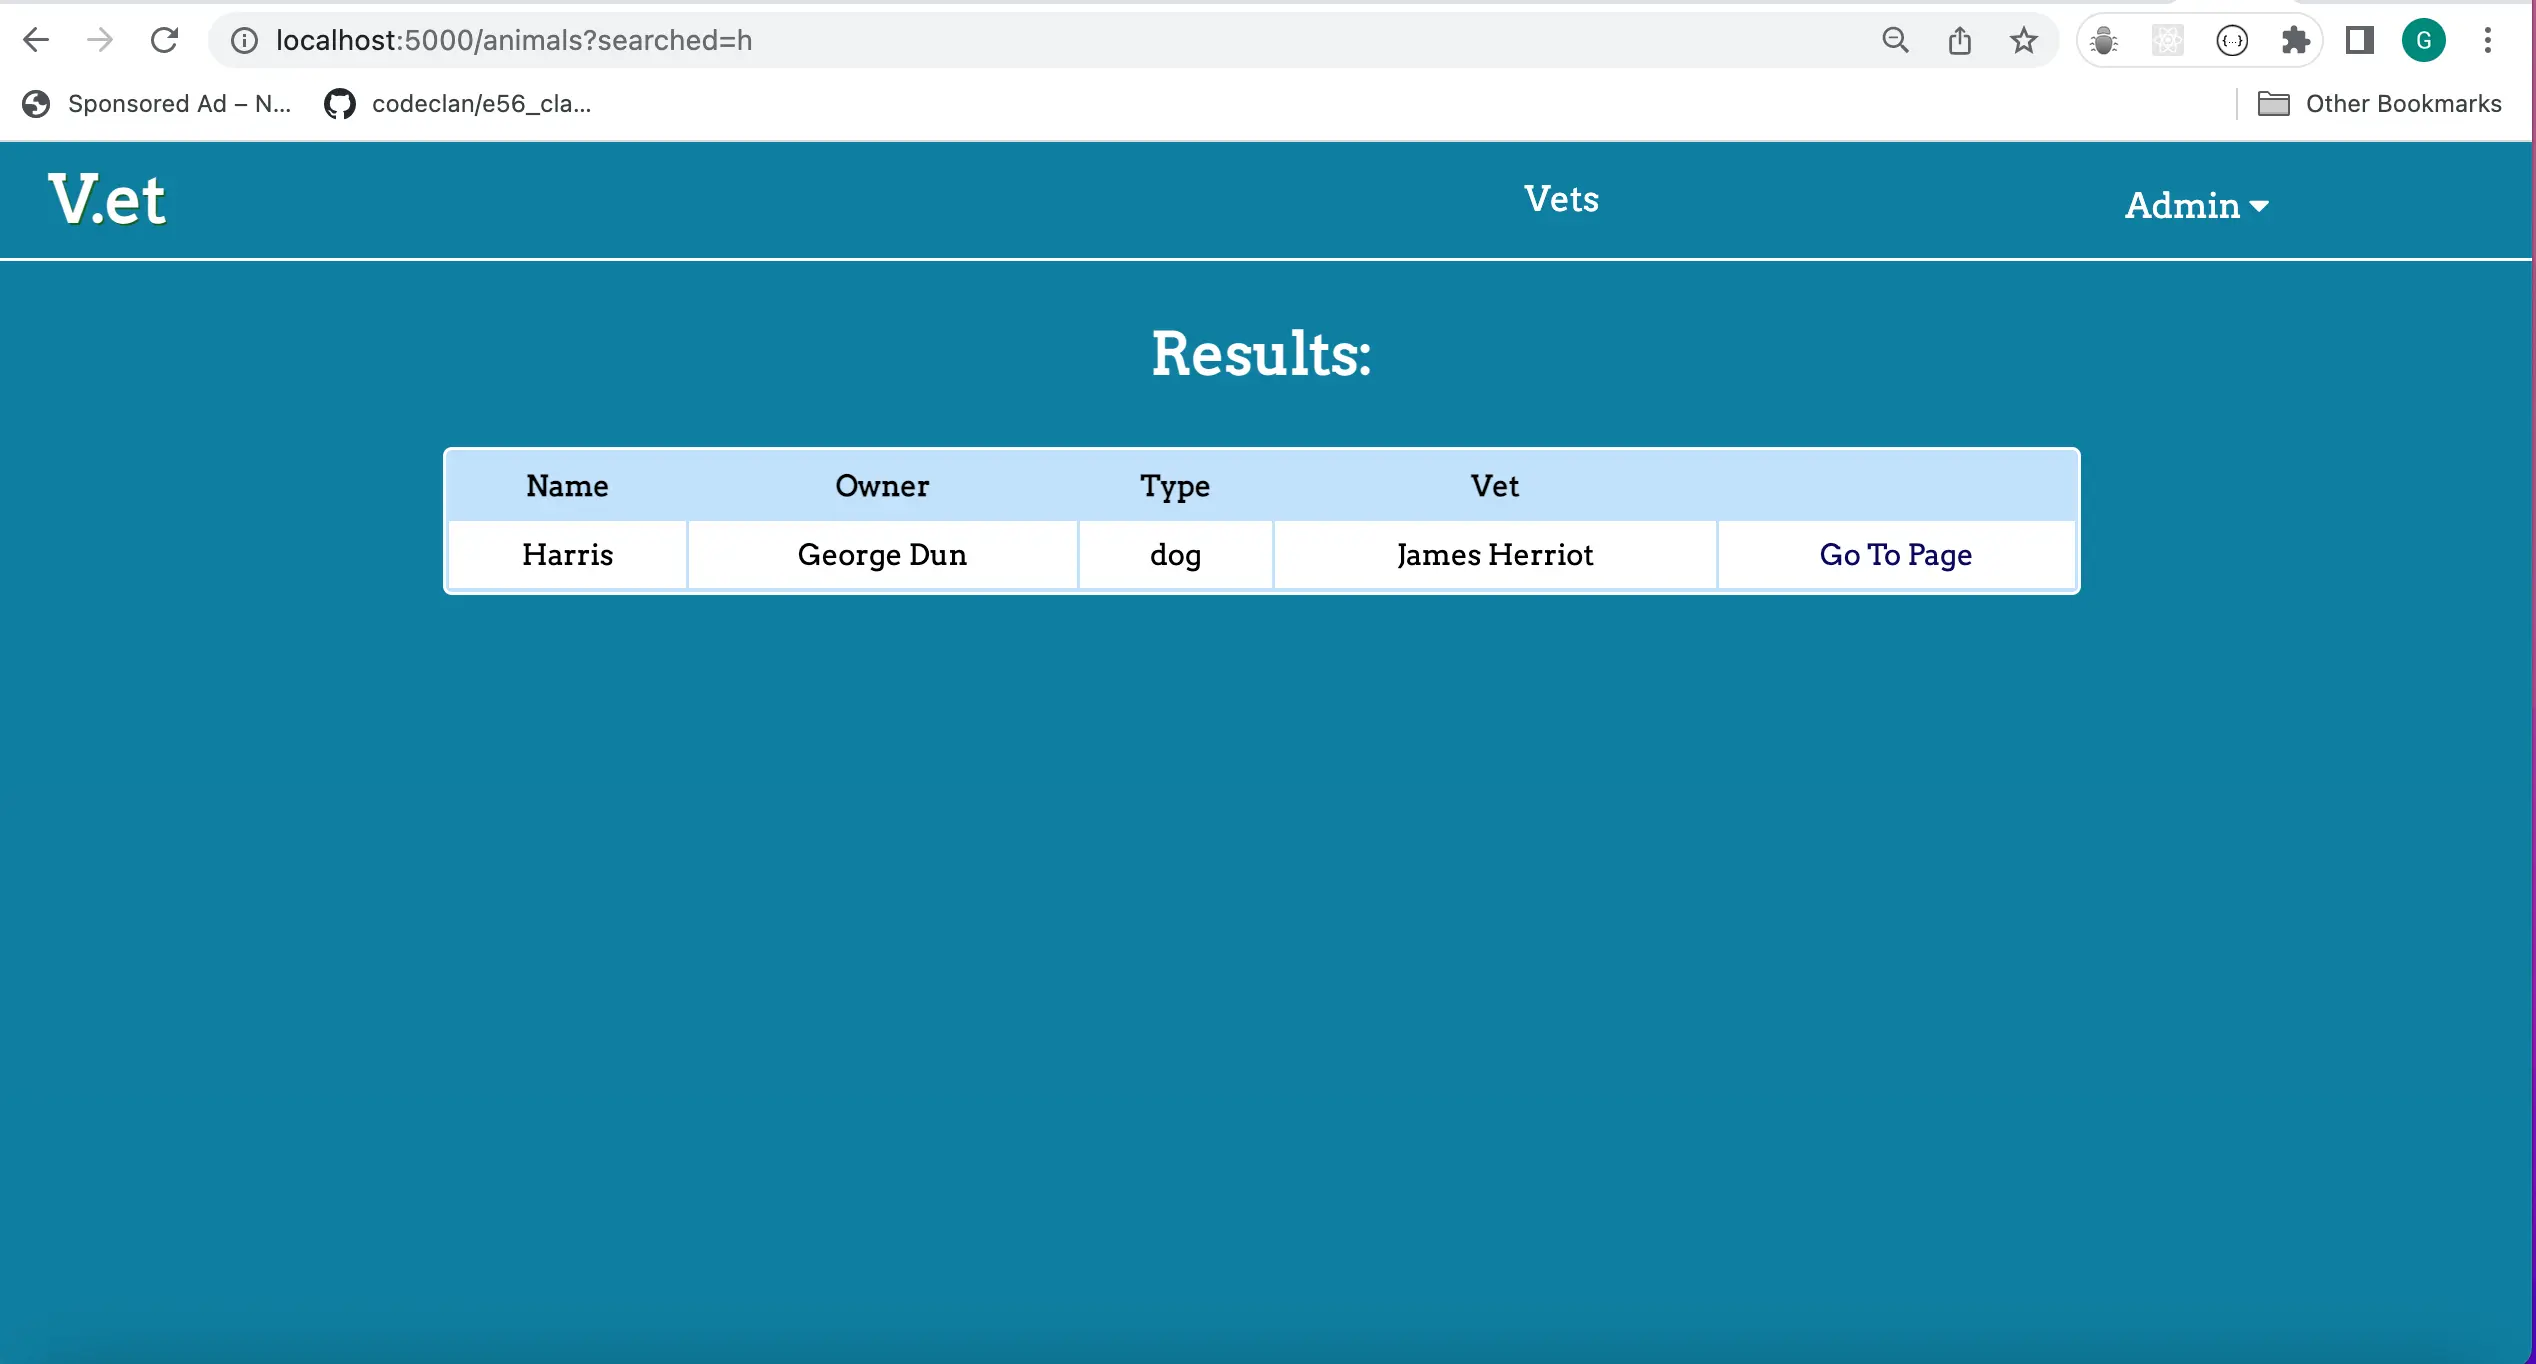 localhost:5000/animals?searched=h
G
Sponsored Ad – N...
codeclan/e56_cla...
Other Bookmarks
V.et
Vets
Admin
Results:
Name Owner Type Vet
Harris George Dun dog James Herriot Go To Page